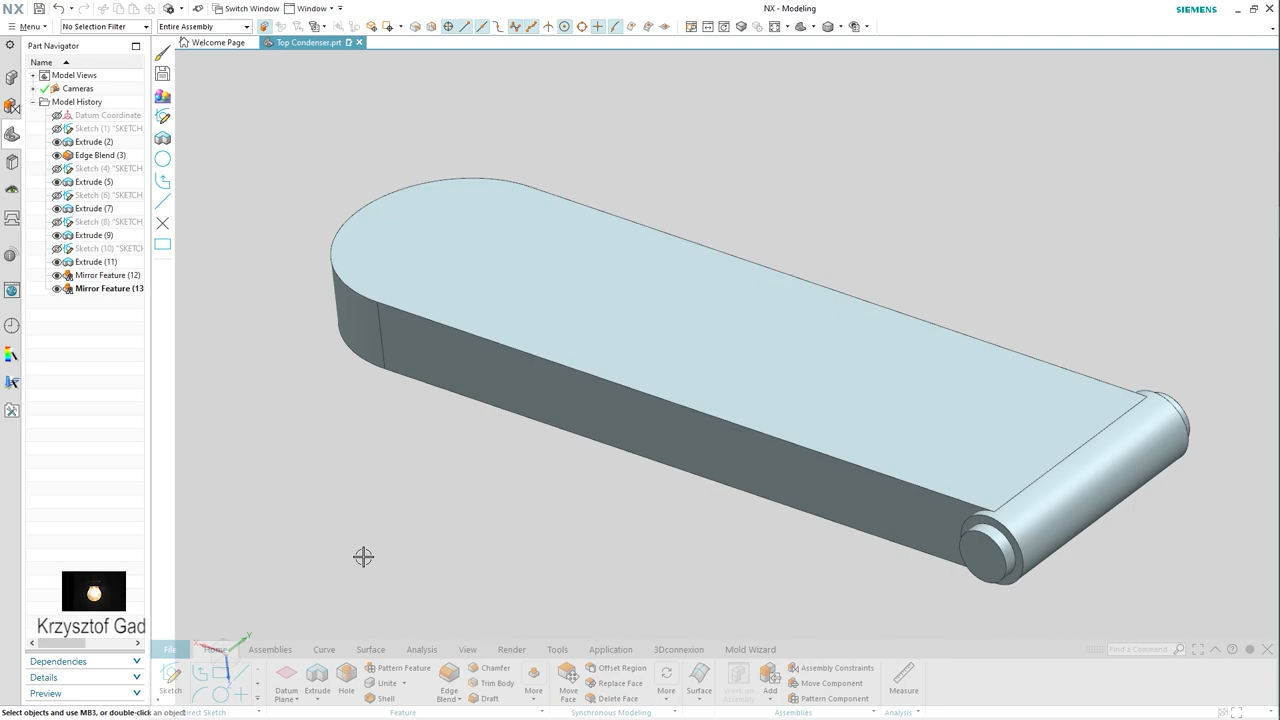 NX
Switch Window
Window
NX - Modeling
SIEMENS
Menu
No Selection Filter
Entire Assembly
Part Navigator
Welcome Page
Top Condenser.prt
Name
Model Views
Cameras
Model History
Datum Coordinate
Sketch (1) "SKETCH_
Extrude (2)
Edge Blend (3)
Sketch (4) "SKETCH_
Extrude (5)
Sketch (6) "SKETCH_
Extrude (7)
Sketch (8) "SKETCH_
Extrude (9)
Sketch (10) "SKETC
Extrude (11)
Mirror Feature (12)
Mirror Feature (13
Krzysztof Gad
Dependencies
Details
Preview
X
Y
File
Home
Assemblies
Curve
Surface
Analysis
View
Render
Tools
Application
3Dconnexion
Mold Wizard
Find a Command
Sketch
Direct Sketch
Datum Plane
Extrude
Hole
Pattern Feature
Unite
Shell
Edge Blend
Chamfer
Trim Body
Draft
More
Feature
Move Face
Offset Region
Replace Face
Delete Face
More
Synchronous Modeling
Surface
Work on Assembly
Add
Assembly Constraints
Move Component
Pattern Component
Assemblies
Measure
Analysis
Select objects and use MB3, or double-click an object